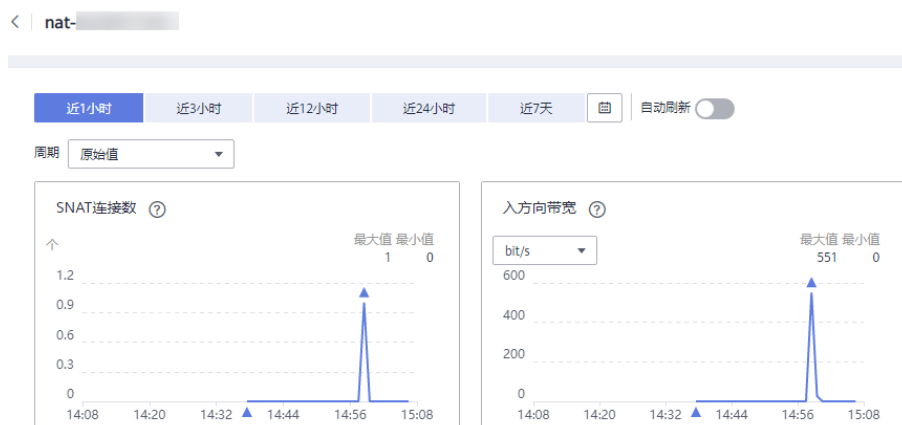 nat-
近1小时 近3小时 近12小时 近24小时 近7天 自动刷新
周期 原始值
SNAT连接数 ?
个
最大值 最小值
1 0
1.2
0.9
0.6
0.3
0
14:08 14:20 14:32 14:44 14:56 15:08
入方向带宽 ?
bit/s
最大值 最小值
551 0
600
400
200
0
14:08 14:20 14:32 14:44 14:56 15:08